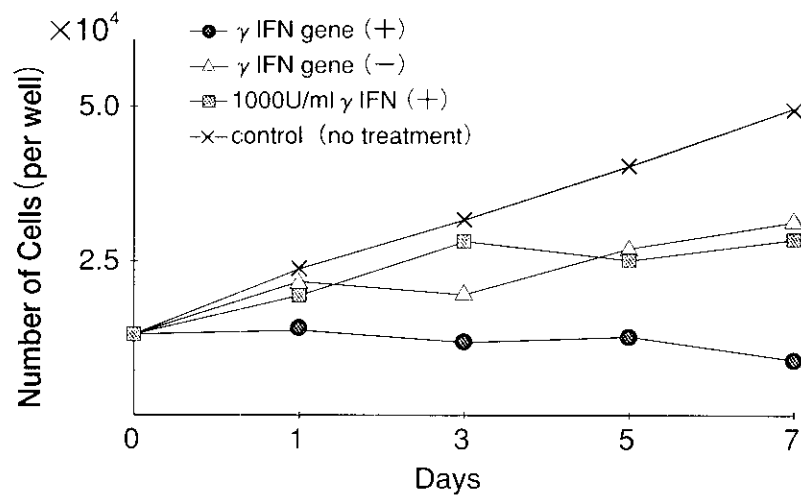 ×10⁴
γ IFN gene (+)
γ IFN gene (−)
1000U/ml γ IFN (+)
control (no treatment)
Number of Cells (per well)
5.0
2.5
0 1 3 5 7
Days